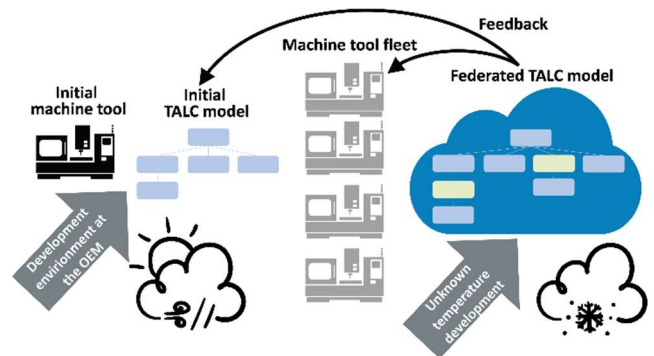 Feedback
Machine tool fleet
Federated TALC model
Initial
machine tool
Initial
TALC model
Development
envirionment at
the OEM
Unknown
temperature
development